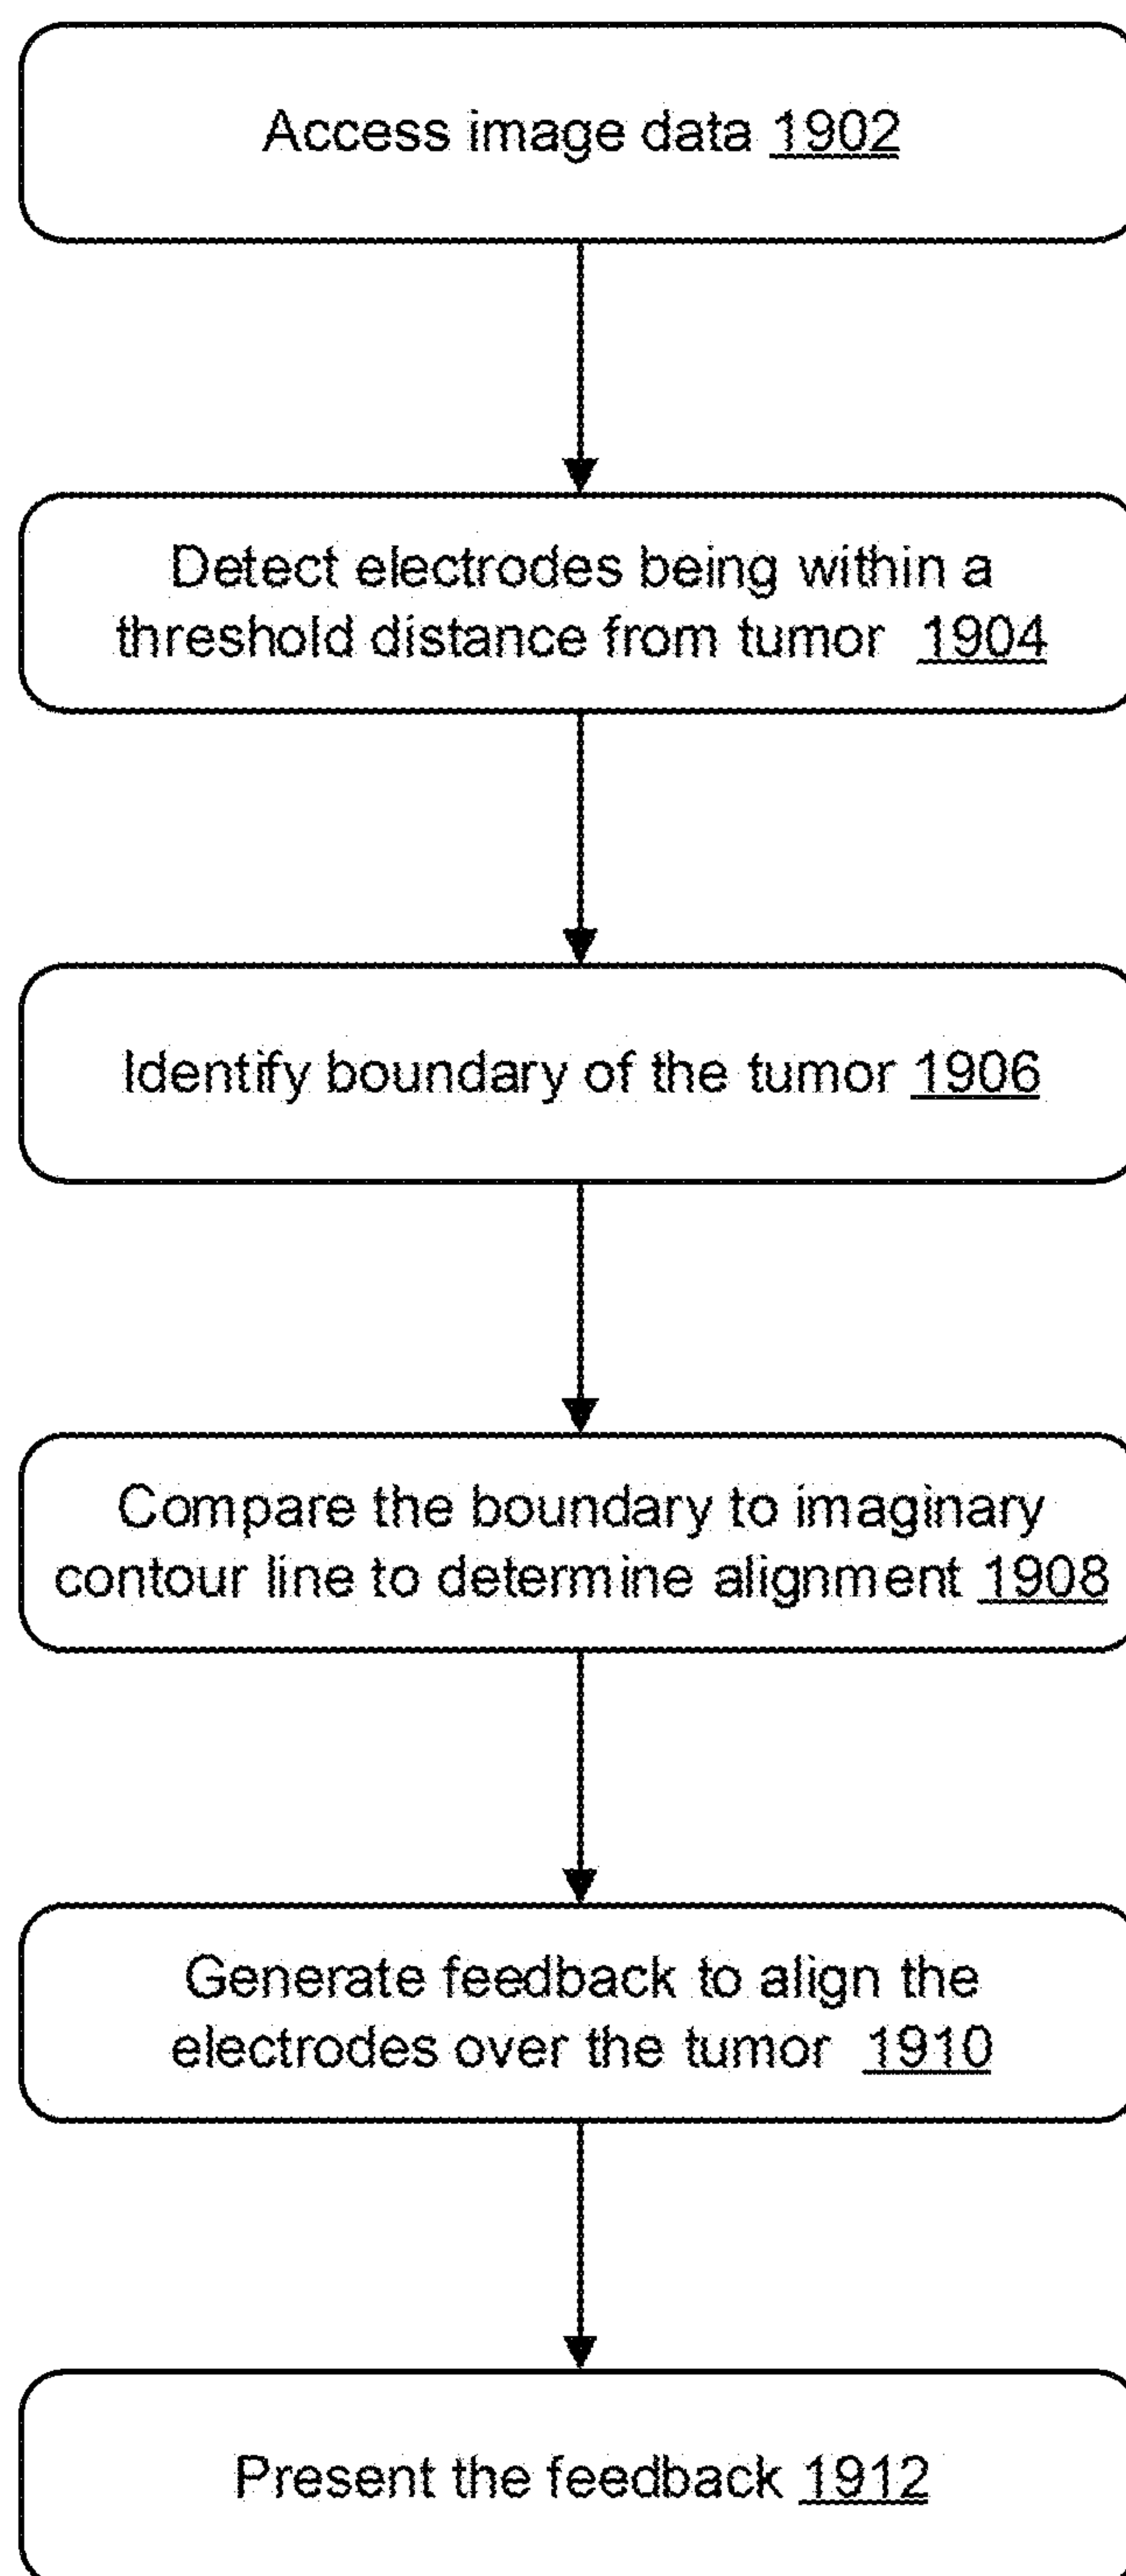 Access image data 1902
Detect electrodes being within a
threshold distance from tumor 1904
Identify boundary of the tumor 1906
Compare the boundary to imaginary
contour line to determine alignment 1908
Generate feedback to align the
electrodes over the tumor 1910
Present the feedback 1912